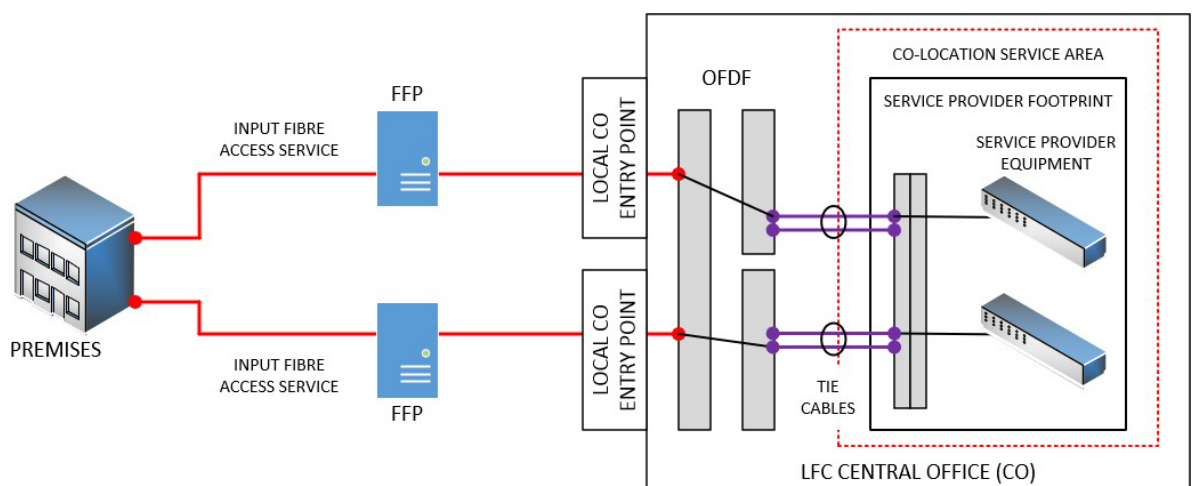 CO-LOCATION SERVICE AREA
OFDF
SERVICE PROVIDER FOOTPRINT
FFP
LOCAL CO
ENTRY POINT
INPUT FIBRE
ACCESS SERVICE
SERVICE PROVIDER
EQUIPMENT
PREMISES
INPUT FIBRE
ACCESS SERVICE
FFP
LOCAL CO
ENTRY POINT
TIE
CABLES
LFC CENTRAL OFFICE (CO)